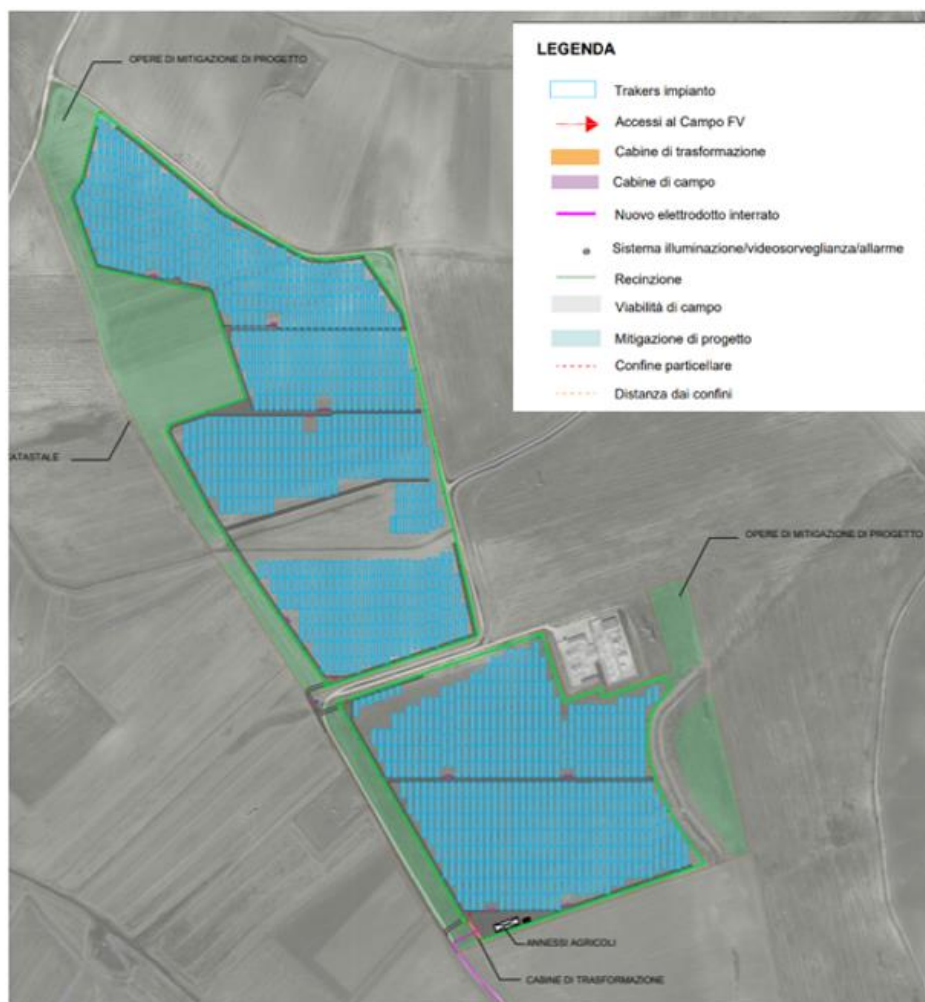 OPERE DI MITIGAZIONE DI PROGETTO
LEGENDA
Trakers impianto
Accessi al Campo FV
Cabine di trasformazione
Cabine di campo
Nuovo elettrodotto interrato
Sistema illuminazione/videosorveglianza/allarme
Recinzione
Viabilità di campo
Mitigazione di progetto
Confine particellare
Distanza dai confini
ATASTALE
OPERE DI MITIGAZIONE DI PROGETTO
ANNESSI AGRICOLI
CABINE DI TRASFORMAZIONE